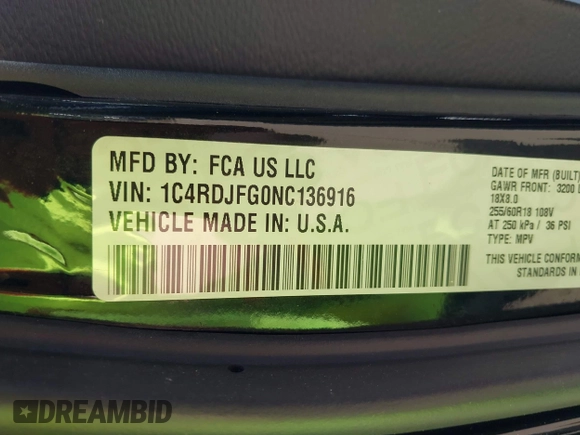 MFD BY: FCA US LLC
VIN: 1C4RDJFG0NC136916
VEHICLE MADE IN: U.S.A.
DATE OF MFR (BUILT)
GAWR FRONT: 3200
18X8.0
255/60R18 108V
AT 250 kPa / 36 PSI
TYPE: MPV
THIS VEHICLE CONFORM
STANDARDS IN
DREAMBID